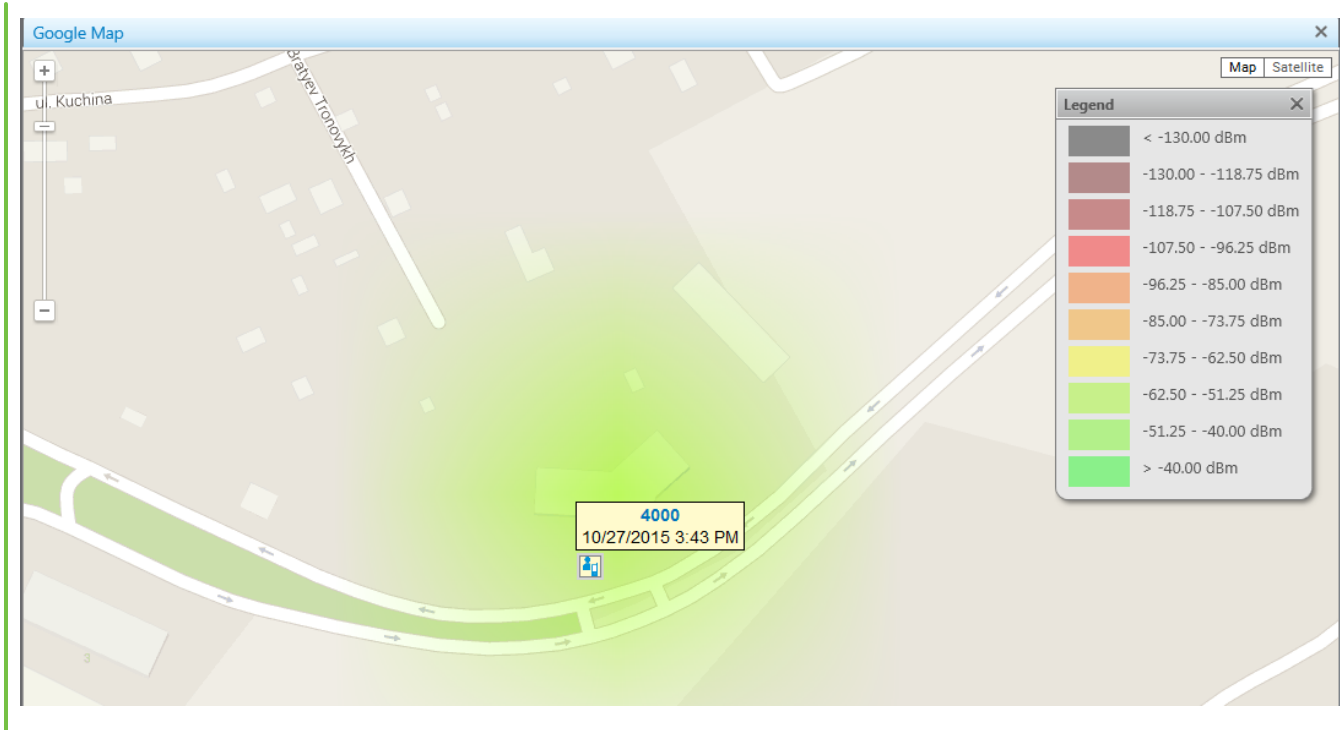 Google Map
Map Satellite
ul. Kuchina
Bratyev Tronovykh
Legend
< -130.00 dBm
-130.00 - -118.75 dBm
-118.75 - -107.50 dBm
-107.50 - -96.25 dBm
-96.25 - -85.00 dBm
-85.00 - -73.75 dBm
-73.75 - -62.50 dBm
-62.50 - -51.25 dBm
-51.25 - -40.00 dBm
> -40.00 dBm
4000
10/27/2015 3:43 PM
3